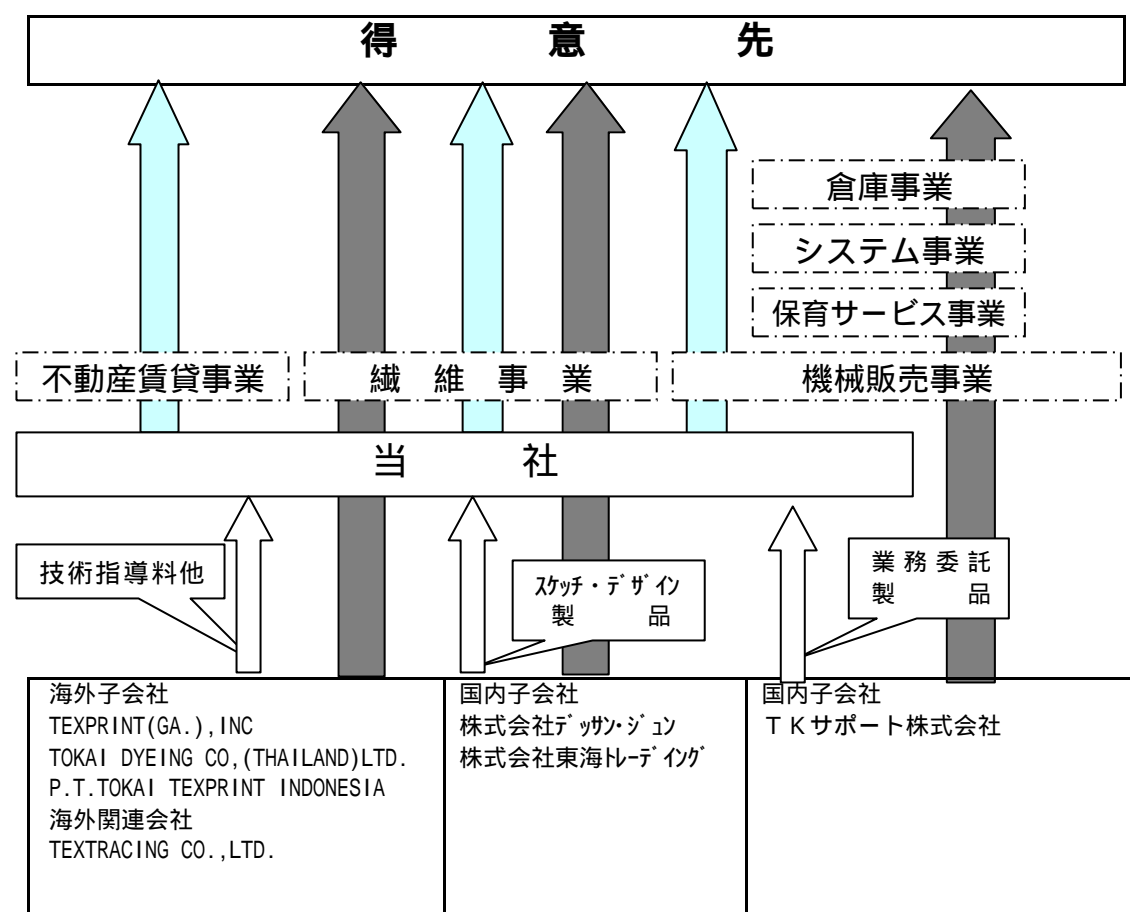 得 意 先
倉庫事業
システム事業
保育サービス事業
不動産賃貸事業
繊 維 事 業
機械販売事業
当 社
技術指導料他
ｽｹｯﾁ・ﾃﾞｻﾞｲﾝ
製 品
業務委託
製 品
海外子会社
TEXPRINT(GA.),INC
TOKAI DYEING CO,(THAILAND)LTD.
P.T.TOKAI TEXPRINT INDONESIA
海外関連会社
TEXTRACING CO.,LTD.
国内子会社
株式会社ﾃﾞｯｻﾝ・ｼﾞｭﾝ
株式会社東海ﾄﾚｰﾃﾞｲﾝｸﾞ
国内子会社
ＴＫサポート株式会社